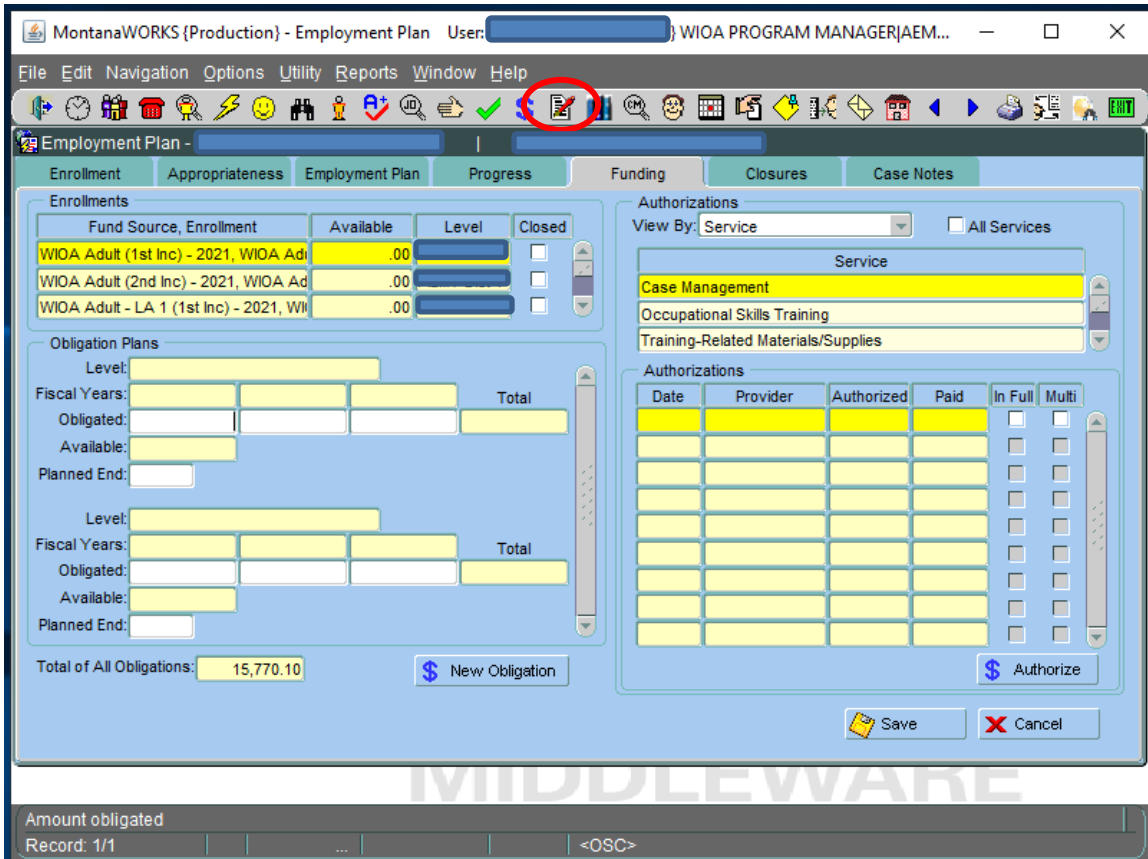 MontanaWORKS {Production} - Employment Plan User: } WIOA PROGRAM MANAGER|AEM...
File Edit Navigation Options Utility Reports Window Help
A+ JD $ CM EXIT
Employment Plan - |
Enrollment Appropriateness Employment Plan Progress Funding Closures Case Notes
Enrollments
Fund Source, Enrollment Available Level Closed
WIOA Adult (1st Inc) - 2021, WIOA Adu .00
WIOA Adult (2nd Inc) - 2021, WIOA Ad .00
WIOA Adult - LA 1 (1st Inc) - 2021, WI .00
Authorizations
View By: Service All Services
Service
Case Management
Occupational Skills Training
Training-Related Materials/Supplies
Obligation Plans
Level:
Fiscal Years: Total
Obligated:
Available:
Planned End:
Level:
Fiscal Years: Total
Obligated:
Available:
Planned End:
Total of All Obligations: 15,770.10 $ New Obligation
Authorizations
Date Provider Authorized Paid In Full Multi
$ Authorize
Save Cancel
MIDDLEWARE
Amount obligated
Record: 1/1 ... <OSC>